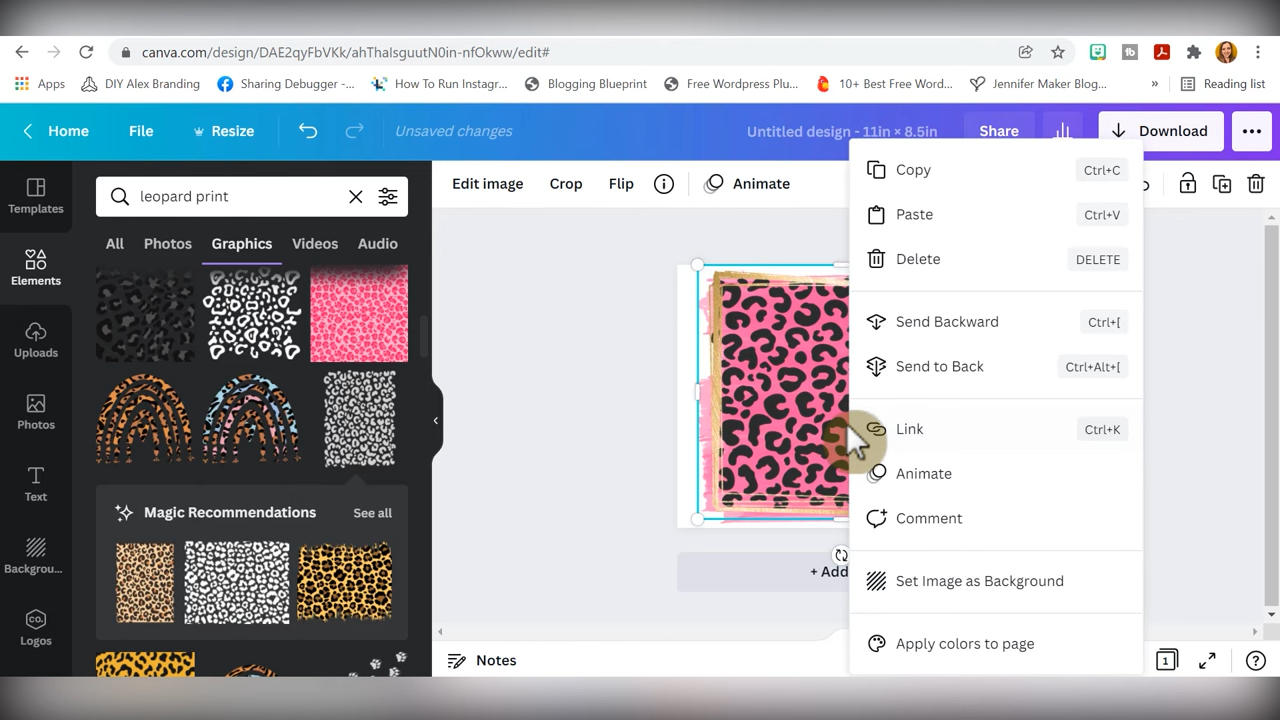 canva.com/design/DAE2qyFbVKk/ahThaIsguutN0in-nfOkww/edit#
Apps
DIY Alex Branding
Sharing Debugger -...
How To Run Instagr...
Blogging Blueprint
Free Wordpress Plu...
10+ Best Free Word...
Jennifer Maker Blog...
»
Reading list
Home
File
Resize
Unsaved changes
Untitled design - 11in × 8.5in
Share
Download
Templates
Elements
Uploads
Photos
Text
Backgrou...
CO.
Logos
leopard print
All
Photos
Graphics
Videos
Audio
Magic Recommendations
See all
Edit image
Crop
Flip
Animate
+ Add
Notes
1
Copy Ctrl+C
Paste Ctrl+V
Delete DELETE
Send Backward Ctrl+[
Send to Back Ctrl+Alt+[
Link Ctrl+K
Animate
Comment
Set Image as Background
Apply colors to page